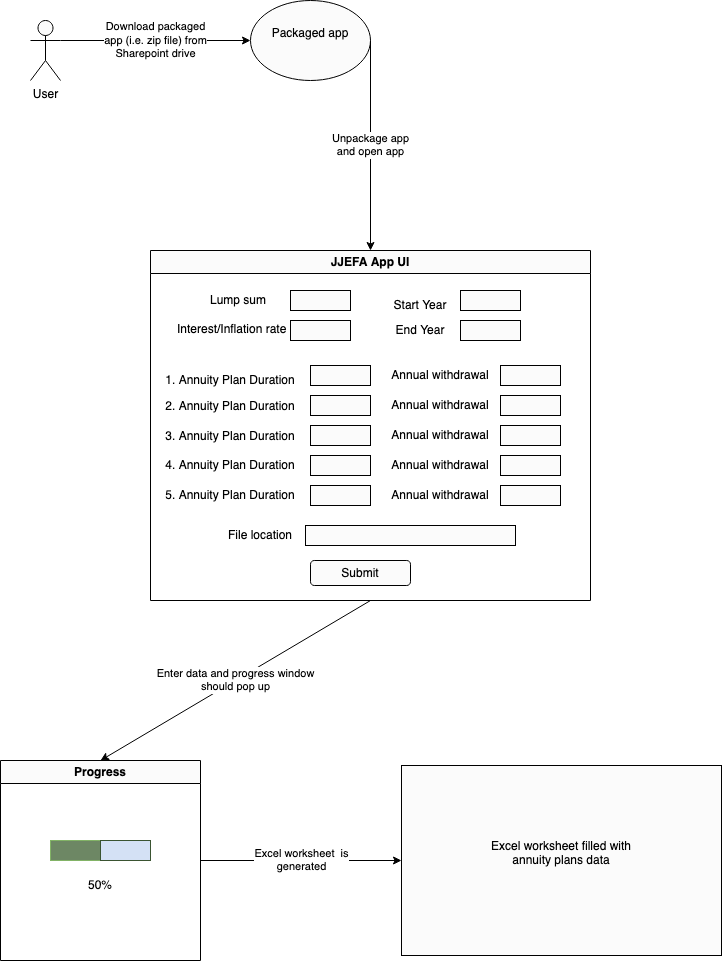 Download packaged
app (i.e. zip file) from
Sharepoint drive
Packaged app
User
Unpackage app
and open app
JJEFA App UI
Lump sum
Start Year
Interest/Inflation rate
End Year
1. Annuity Plan Duration
Annual withdrawal
2. Annuity Plan Duration
Annual withdrawal
3. Annuity Plan Duration
Annual withdrawal
4. Annuity Plan Duration
Annual withdrawal
5. Annuity Plan Duration
Annual withdrawal
File location
Submit
Enter data and progress window
should pop up
Progress
50%
Excel worksheet is
generated
Excel worksheet filled with
annuity plans data